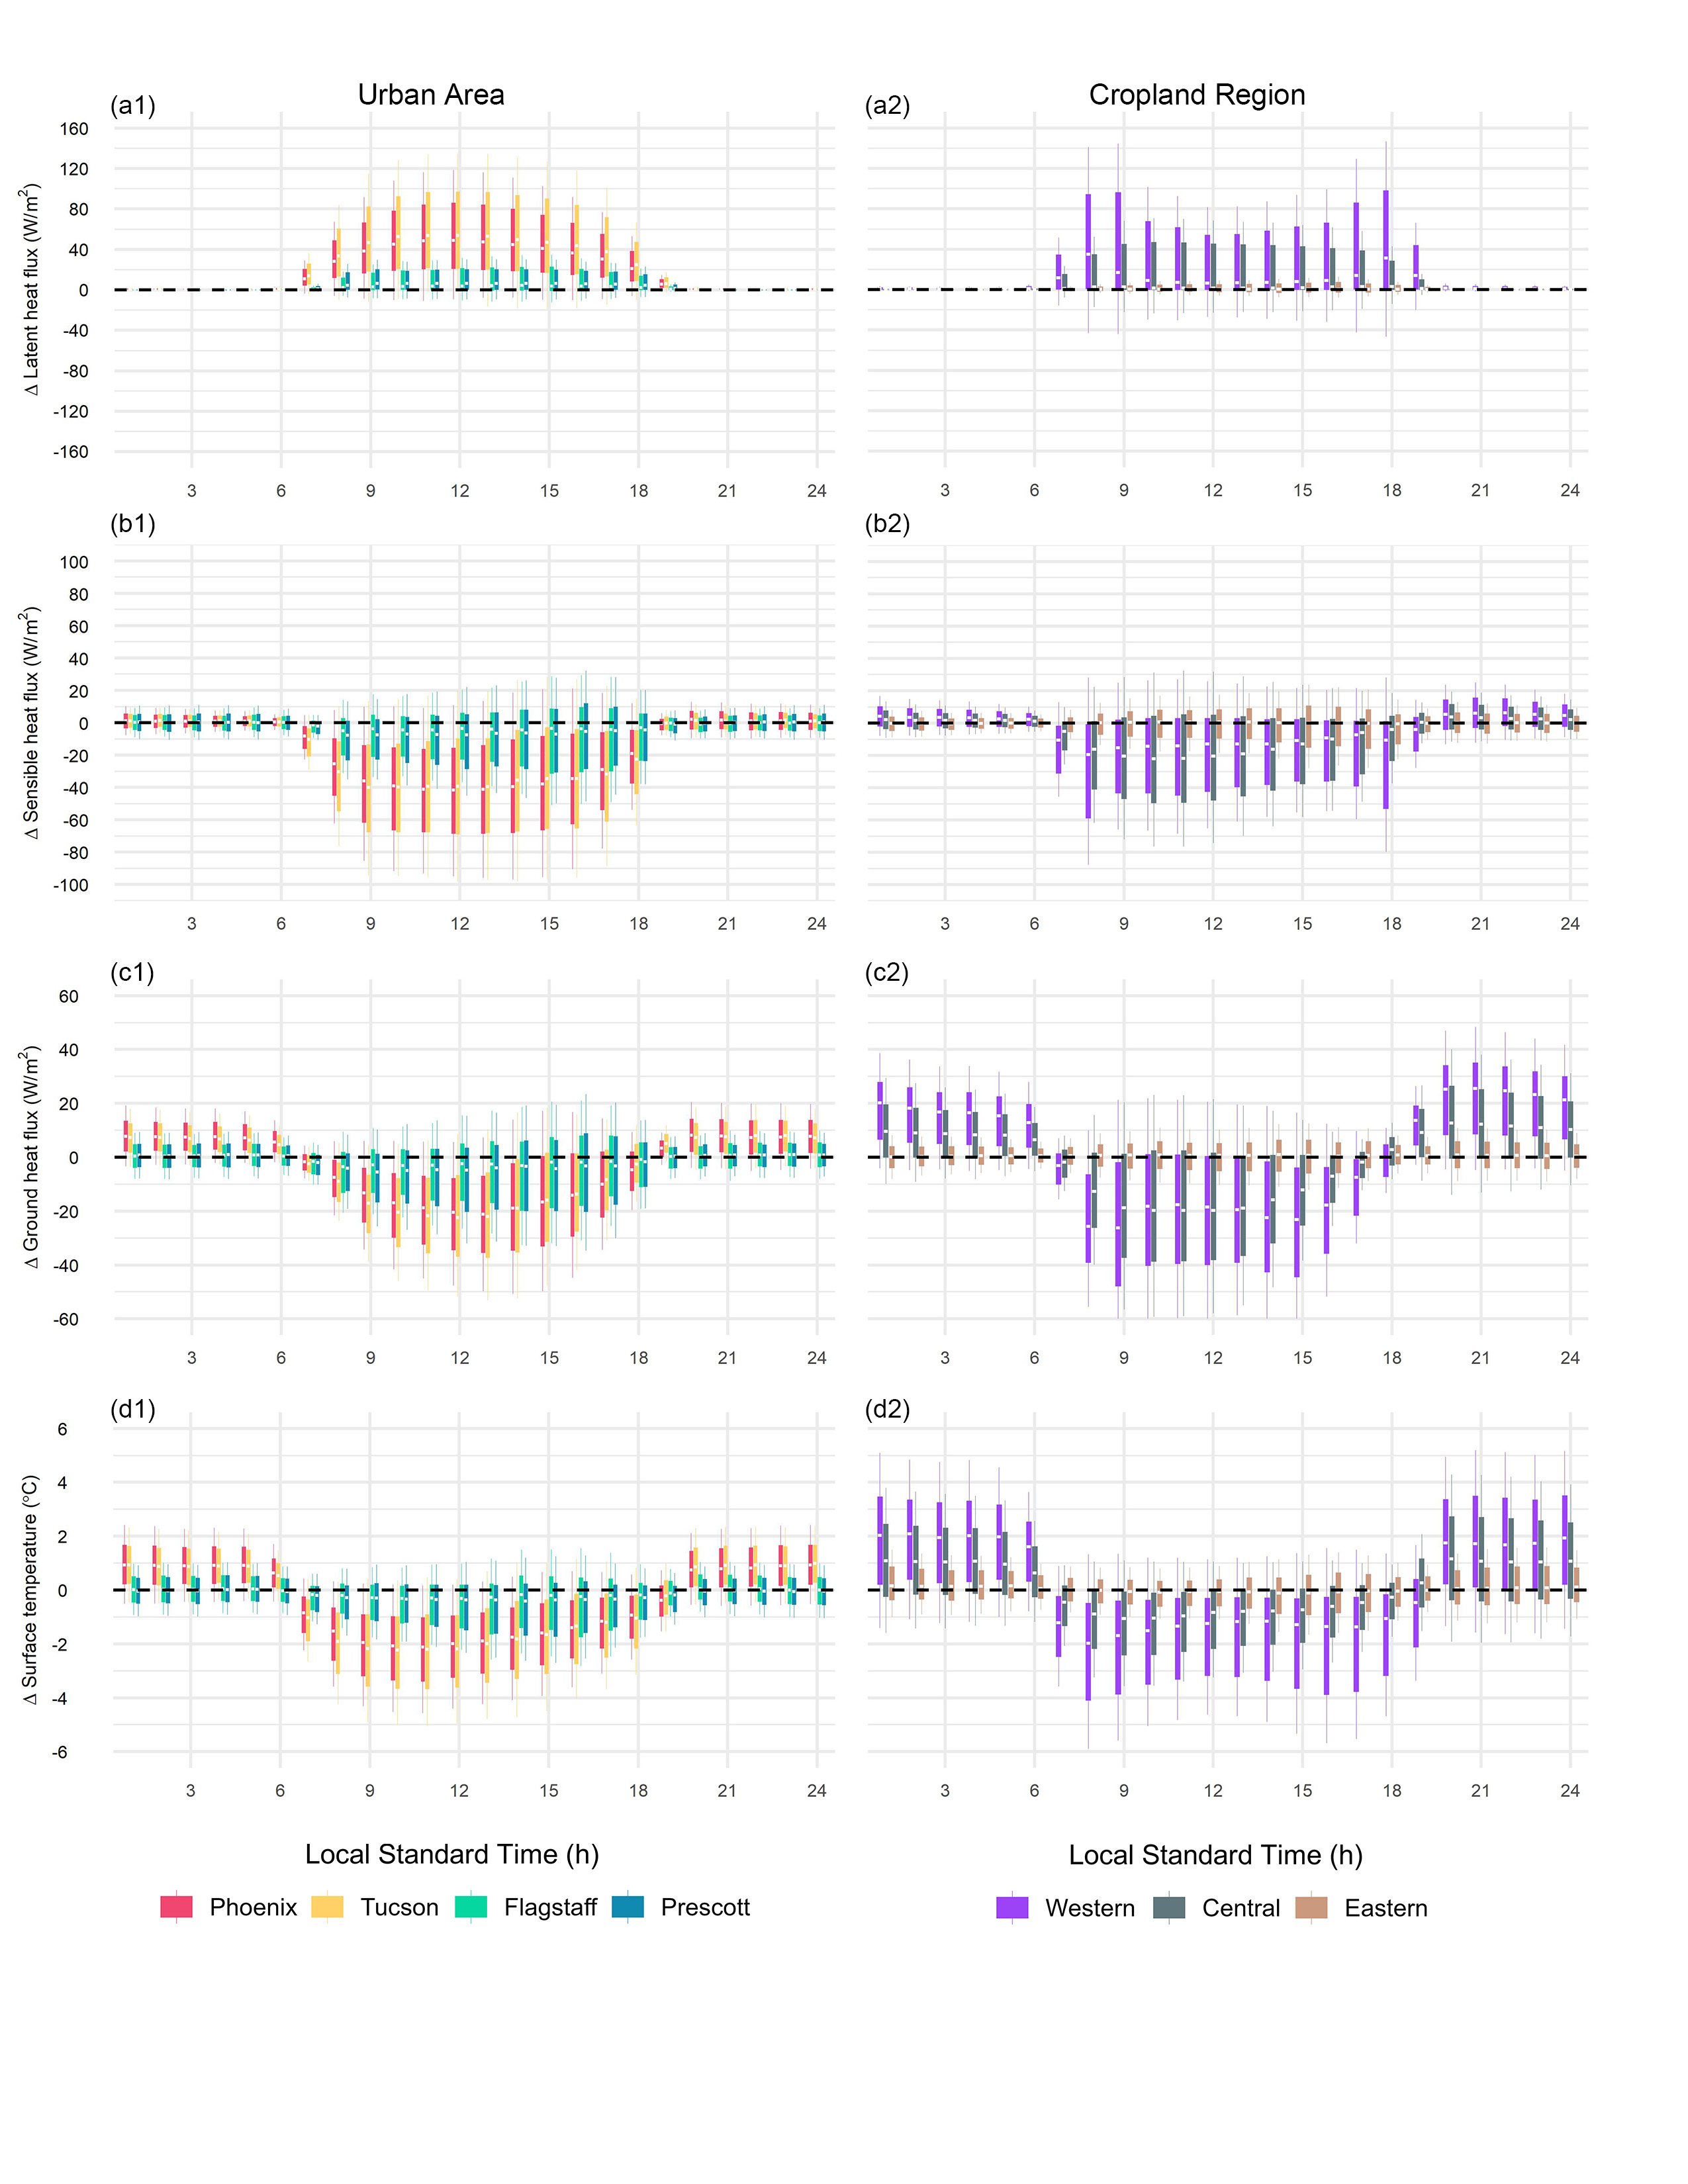 Urban Area
Cropland Region
(a1)
(a2)
Δ Latent heat flux (W/m²)
160
120
80
40
0
-40
-80
-120
-160
3 6 9 12 15 18 21 24
3 6 9 12 15 18 21 24
(b1)
(b2)
Δ Sensible heat flux (W/m²)
100
80
60
40
20
0
-20
-40
-60
-80
-100
3 6 9 12 15 18 21 24
3 6 9 12 15 18 21 24
(c1)
(c2)
Δ Ground heat flux (W/m²)
60
40
20
0
-20
-40
-60
3 6 9 12 15 18 21 24
3 6 9 12 15 18 21 24
(d1)
(d2)
Δ Surface temperature (°C)
6
4
2
0
-2
-4
-6
3 6 9 12 15 18 21 24
3 6 9 12 15 18 21 24
Local Standard Time (h)
Local Standard Time (h)
Phoenix Tucson Flagstaff Prescott
Western Central Eastern